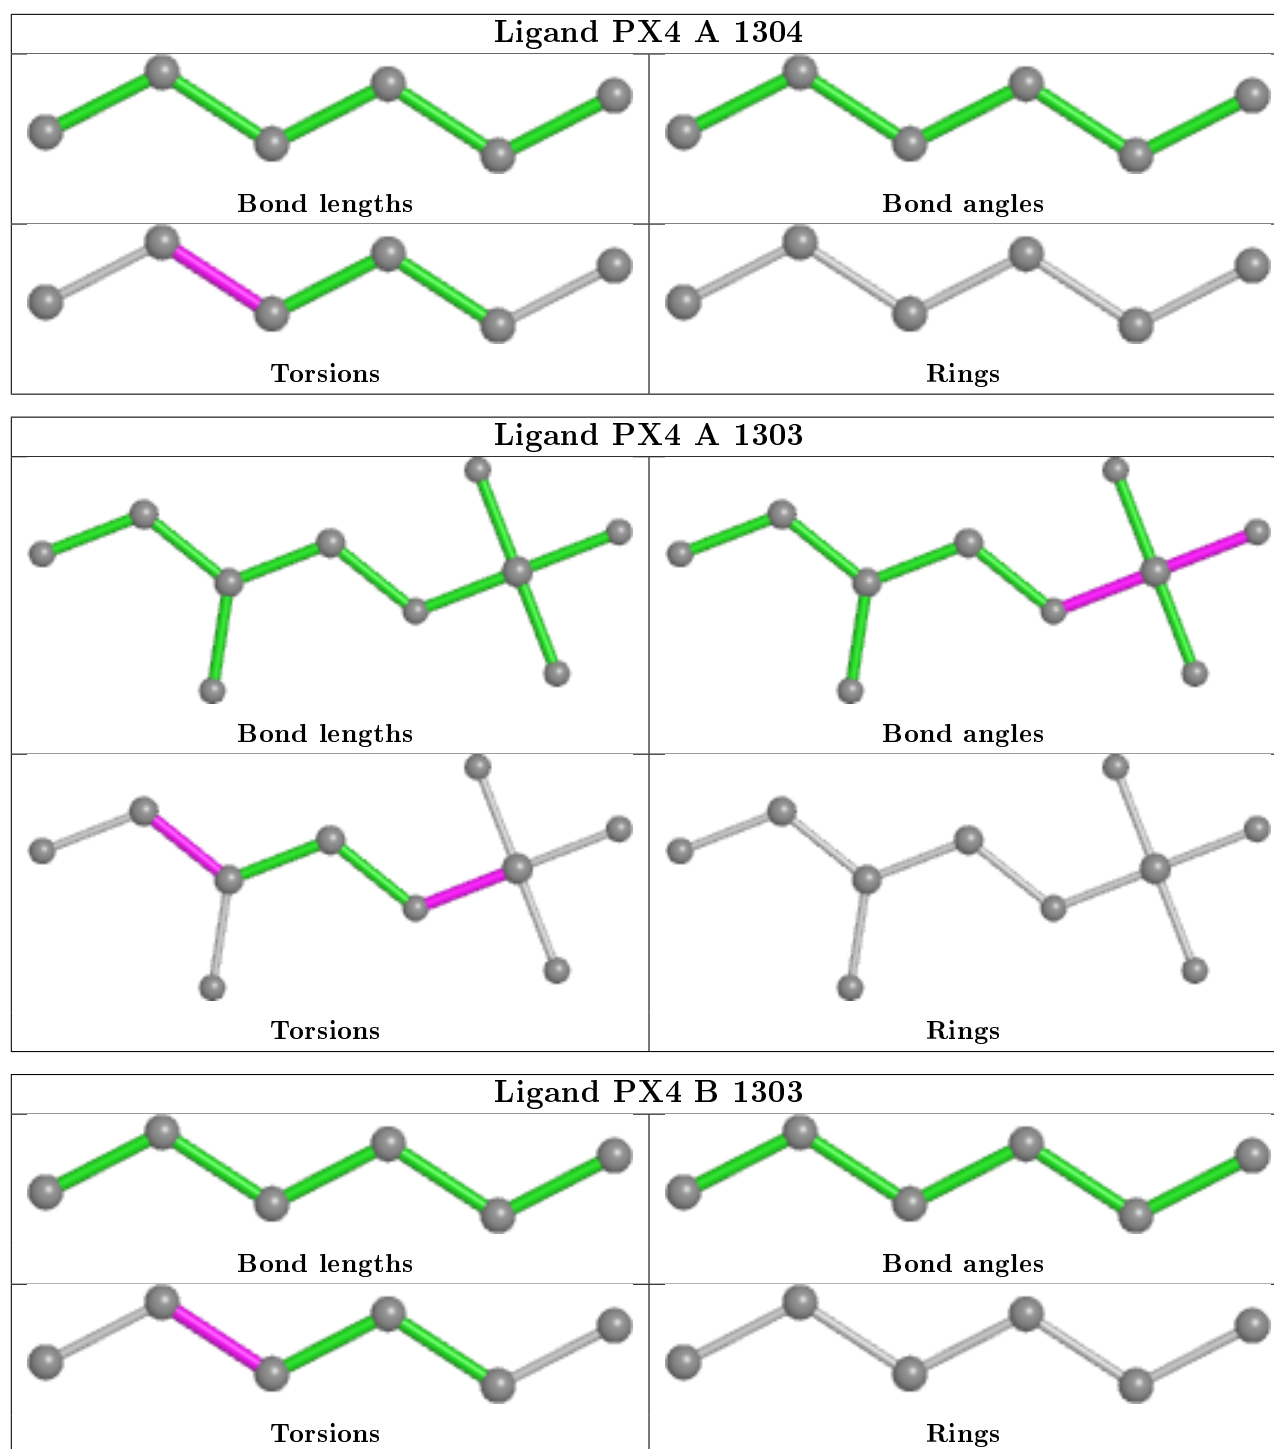 Ligand PX4 A 1304
Bond lengths
Bond angles
Torsions
Rings
Ligand PX4 A 1303
Bond lengths
Bond angles
Torsions
Rings
Ligand PX4 B 1303
Bond lengths
Bond angles
Torsions
Rings